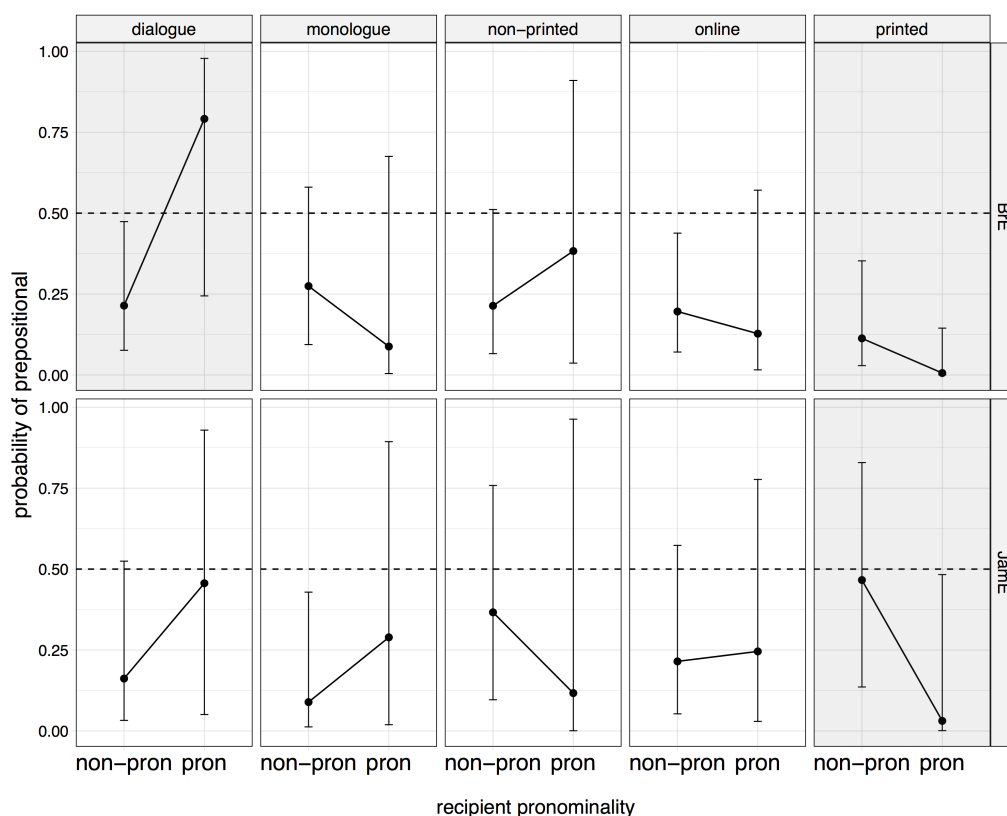 dialogue monologue non−printed online printed
1.00
0.75
0.50
0.25
0.00
BrE
1.00
0.75
0.50
0.25
0.00
JamE
probability of prepositional
non−pron pron non−pron pron non−pron pron non−pron pron non−pron pron
recipient pronominality